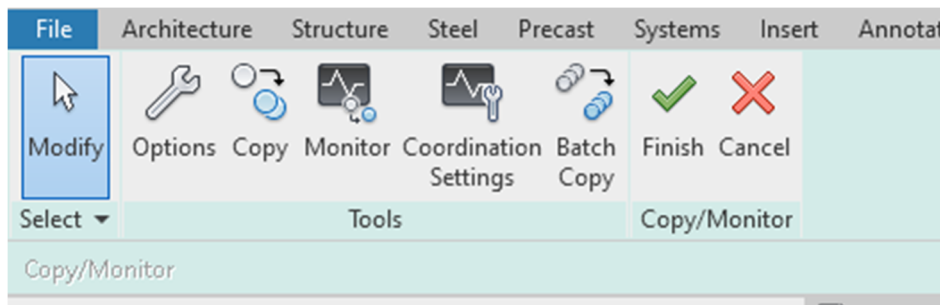 File Architecture Structure Steel Precast Systems Insert Annotat
Modify Options Copy Monitor Coordination Settings Batch Copy Finish Cancel
Select Tools Copy/Monitor
Copy/Monitor